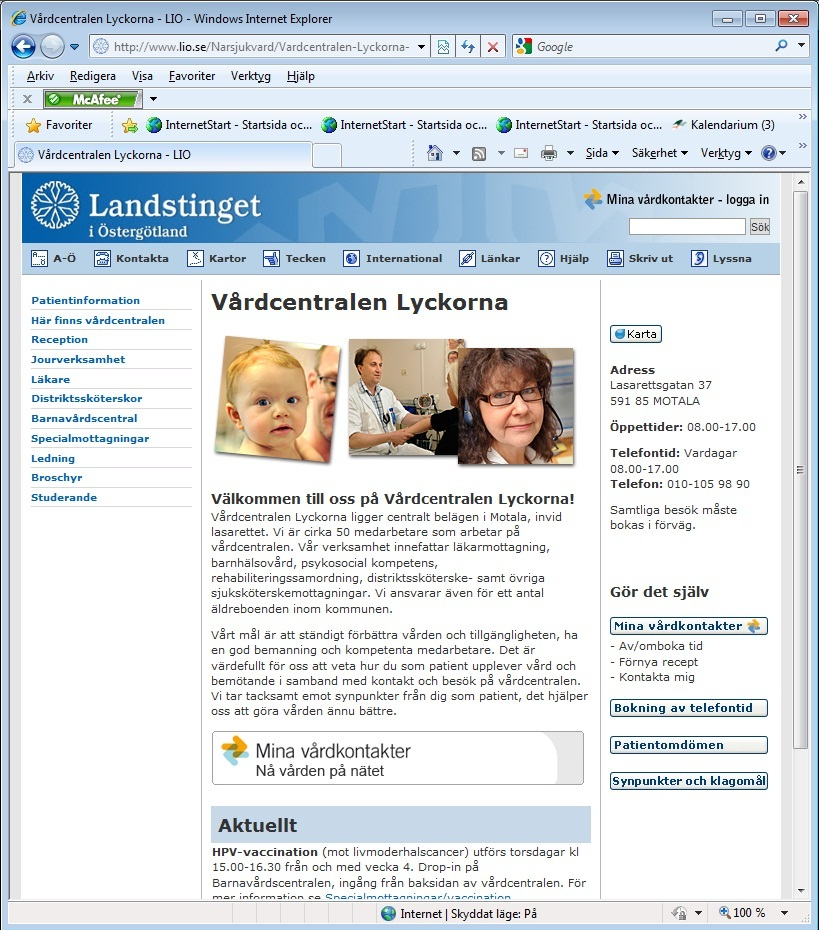 Vårdcentralen Lyckorna - LIO - Windows Internet Explorer
http://www.lio.se/Narsjukvard/Vardcentralen-Lyckorna-
Google
Arkiv Redigera Visa Favoriter Verktyg Hjälp
McAfee
Favoriter InternetStart - Startsida oc... InternetStart - Startsida oc... InternetStart - Startsida oc... Kalendarium (3)
Vårdcentralen Lyckorna - LIO
Sida Säkerhet Verktyg
Landstinget
i Östergötland
Mina vårdkontakter - logga in
Sök
A-Ö Kontakta Kartor Tecken International Länkar Hjälp Skriv ut Lyssna
Patientinformation
Här finns vårdcentralen
Reception
Jourverksamhet
Läkare
Distriktssköterskor
Barnavårdscentral
Specialmottagningar
Ledning
Broschyr
Studerande
Vårdcentralen Lyckorna
Välkommen till oss på Vårdcentralen Lyckorna!
Vårdcentralen Lyckorna ligger centralt belägen i Motala, invid
lasarettet. Vi är cirka 50 medarbetare som arbetar på
vårdcentralen. Vår verksamhet innefattar läkarmottagning,
barnhälsovård, psykosocial kompetens,
rehabiliteringssamordning, distriktssköterske- samt övriga
sjuksköterskemottagningar. Vi ansvarar även för ett antal
äldreboenden inom kommunen.
Vårt mål är att ständigt förbättra vården och tillgängligheten, ha
en god bemanning och kompetenta medarbetare. Det är
värdefullt för oss att veta hur du som patient upplever vård och
bemötande i samband med kontakt och besök på vårdcentralen.
Vi tar tacksamt emot synpunkter från dig som patient, det hjälper
oss att göra vården ännu bättre.
Mina vårdkontakter
Nå vården på nätet
Aktuellt
HPV-vaccination (mot livmoderhalscancer) utförs torsdagar kl
15.00-16.30 från och med vecka 4. Drop-in på
Barnavårdscentralen, ingång från baksidan av vårdcentralen. För
mer information se Specialmottagningar/vaccination
Karta
Adress
Lasarettsgatan 37
591 85 MOTALA
Öppettider: 08.00-17.00
Telefontid: Vardagar
08.00-17.00
Telefon: 010-105 98 90
Samtliga besök måste
bokas i förväg.
Gör det själv
Mina vårdkontakter
- Av/omboka tid
- Förnya recept
- Kontakta mig
Bokning av telefontid
Patientomdömen
Synpunkter och klagomål
Internet | Skyddat läge: På
100 %